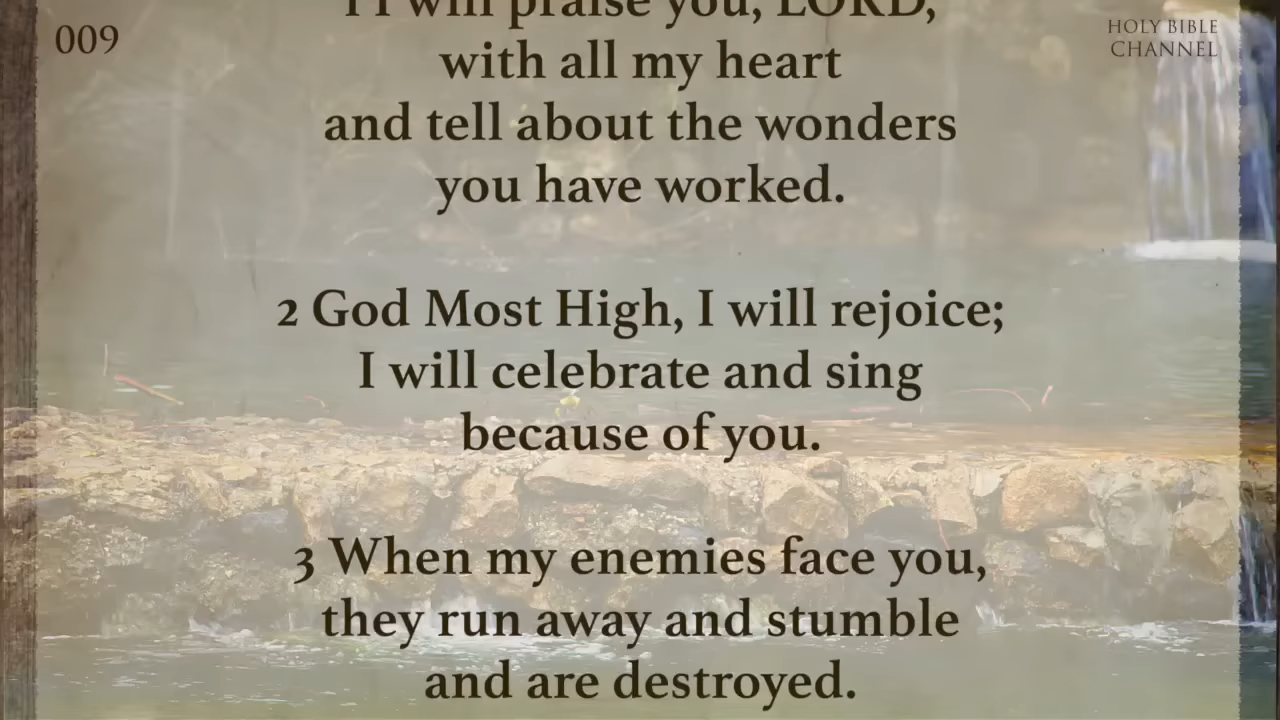 009
HOLY BIBLE
CHANNEL
1 I will praise you, LORD,
with all my heart
and tell about the wonders
you have worked.
2 God Most High, I will rejoice;
I will celebrate and sing
because of you.
3 When my enemies face you,
they run away and stumble
and are destroyed.